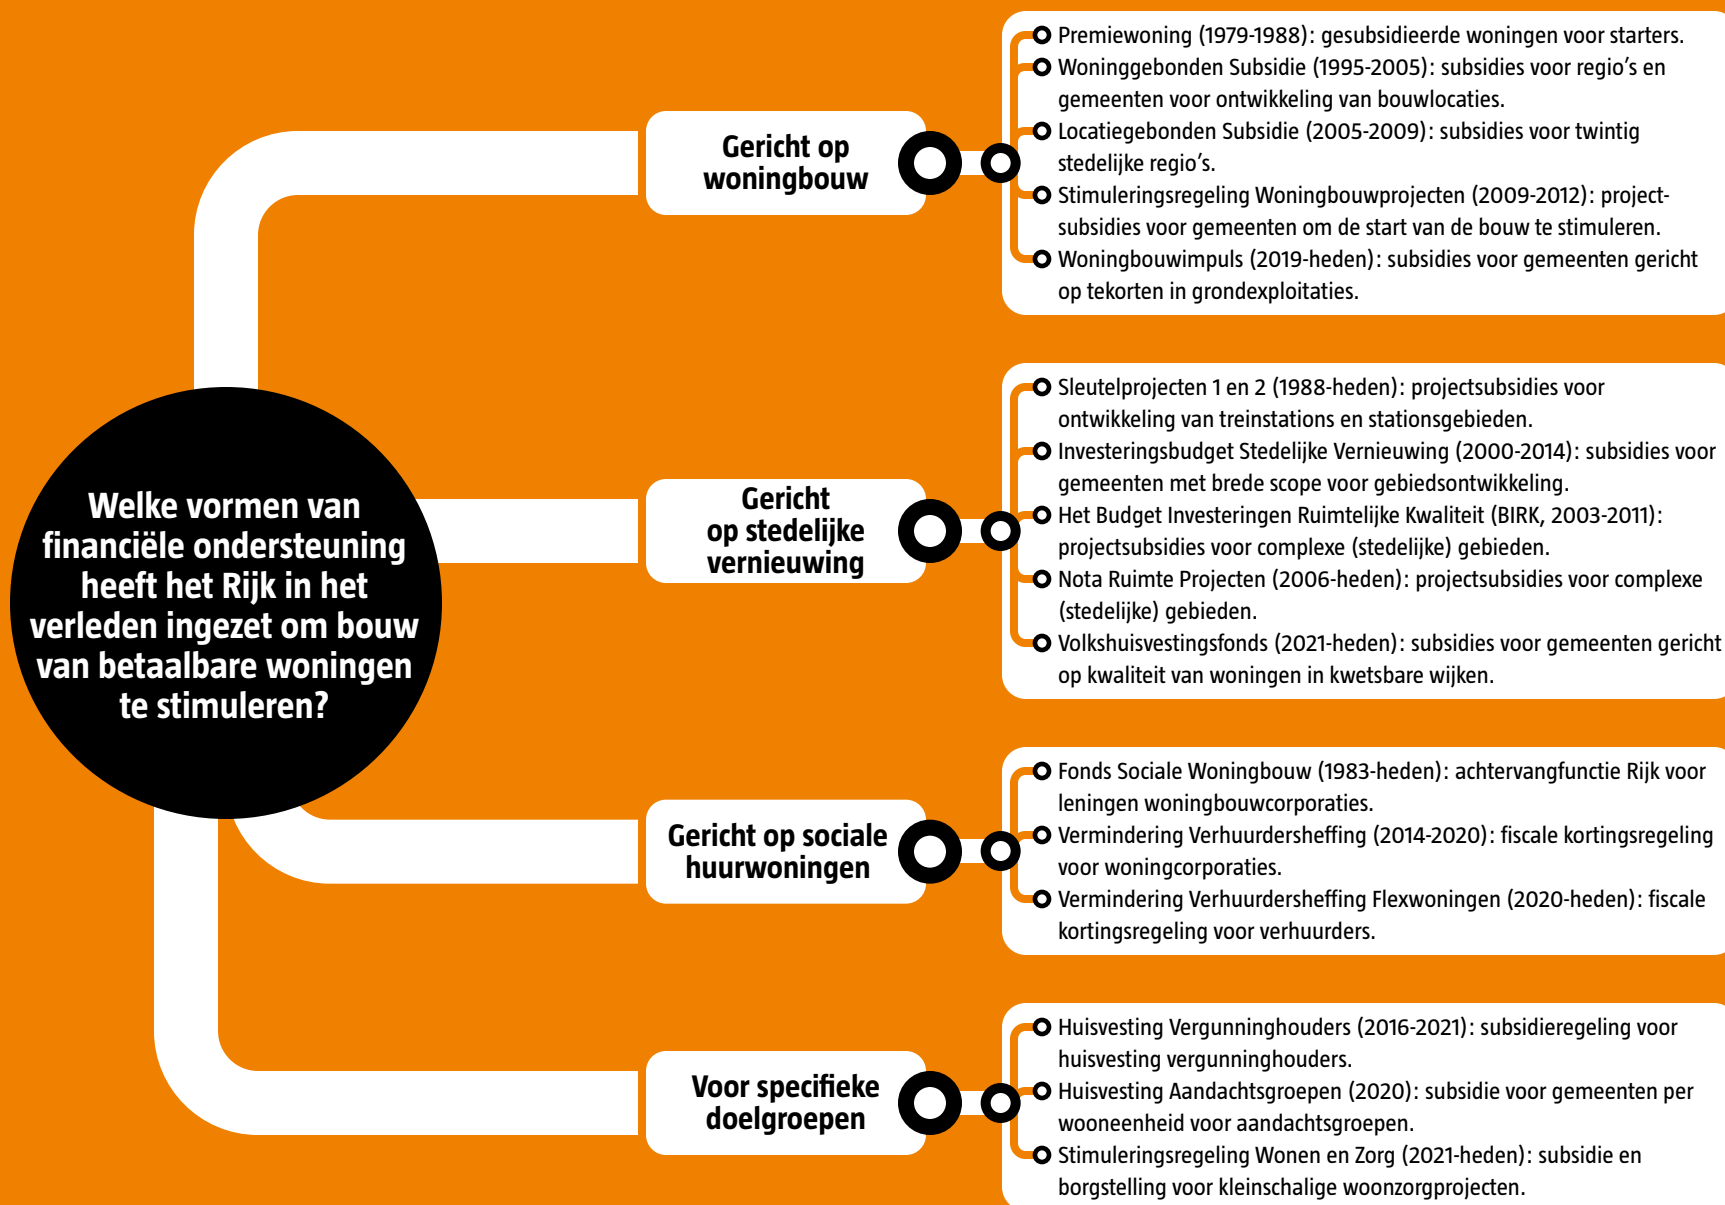 Welke vormen van
financiële ondersteuning
heeft het Rijk in het
verleden ingezet om bouw
van betaalbare woningen
te stimuleren?
Gericht op
woningbouw
Premiewoning (1979-1988): gesubsidieerde woningen voor starters.
Woninggebonden Subsidie (1995-2005): subsidies voor regio’s en
gemeenten voor ontwikkeling van bouwlocaties.
Locatiegebonden Subsidie (2005-2009): subsidies voor twintig
stedelijke regio’s.
Stimuleringsregeling Woningbouwprojecten (2009-2012): project-
subsidies voor gemeenten om de start van de bouw te stimuleren.
Woningbouwimpuls (2019-heden): subsidies voor gemeenten gericht
op tekorten in grondexploitaties.
Gericht
op stedelijke
vernieuwing
Sleutelprojecten 1 en 2 (1988-heden): projectsubsidies voor
ontwikkeling van treinstations en stationsgebieden.
Investeringsbudget Stedelijke Vernieuwing (2000-2014): subsidies voor
gemeenten met brede scope voor gebiedsontwikkeling.
Het Budget Investeringen Ruimtelijke Kwaliteit (BIRK, 2003-2011):
projectsubsidies voor complexe (stedelijke) gebieden.
Nota Ruimte Projecten (2006-heden): projectsubsidies voor complexe
(stedelijke) gebieden.
Volkshuisvestingsfonds (2021-heden): subsidies voor gemeenten gericht
op kwaliteit van woningen in kwetsbare wijken.
Gericht op sociale
huurwoningen
Fonds Sociale Woningbouw (1983-heden): achtervangfunctie Rijk voor
leningen woningbouwcorporaties.
Vermindering Verhuurdersheffing (2014-2020): fiscale kortingsregeling
voor woningcorporaties.
Vermindering Verhuurdersheffing Flexwoningen (2020-heden): fiscale
kortingsregeling voor verhuurders.
Voor specifieke
doelgroepen
Huisvesting Vergunninghouders (2016-2021): subsidieregeling voor
huisvesting vergunninghouders.
Huisvesting Aandachtsgroepen (2020): subsidie voor gemeenten per
wooneenheid voor aandachtsgroepen.
Stimuleringsregeling Wonen en Zorg (2021-heden): subsidie en
borgstelling voor kleinschalige woonzorgprojecten.